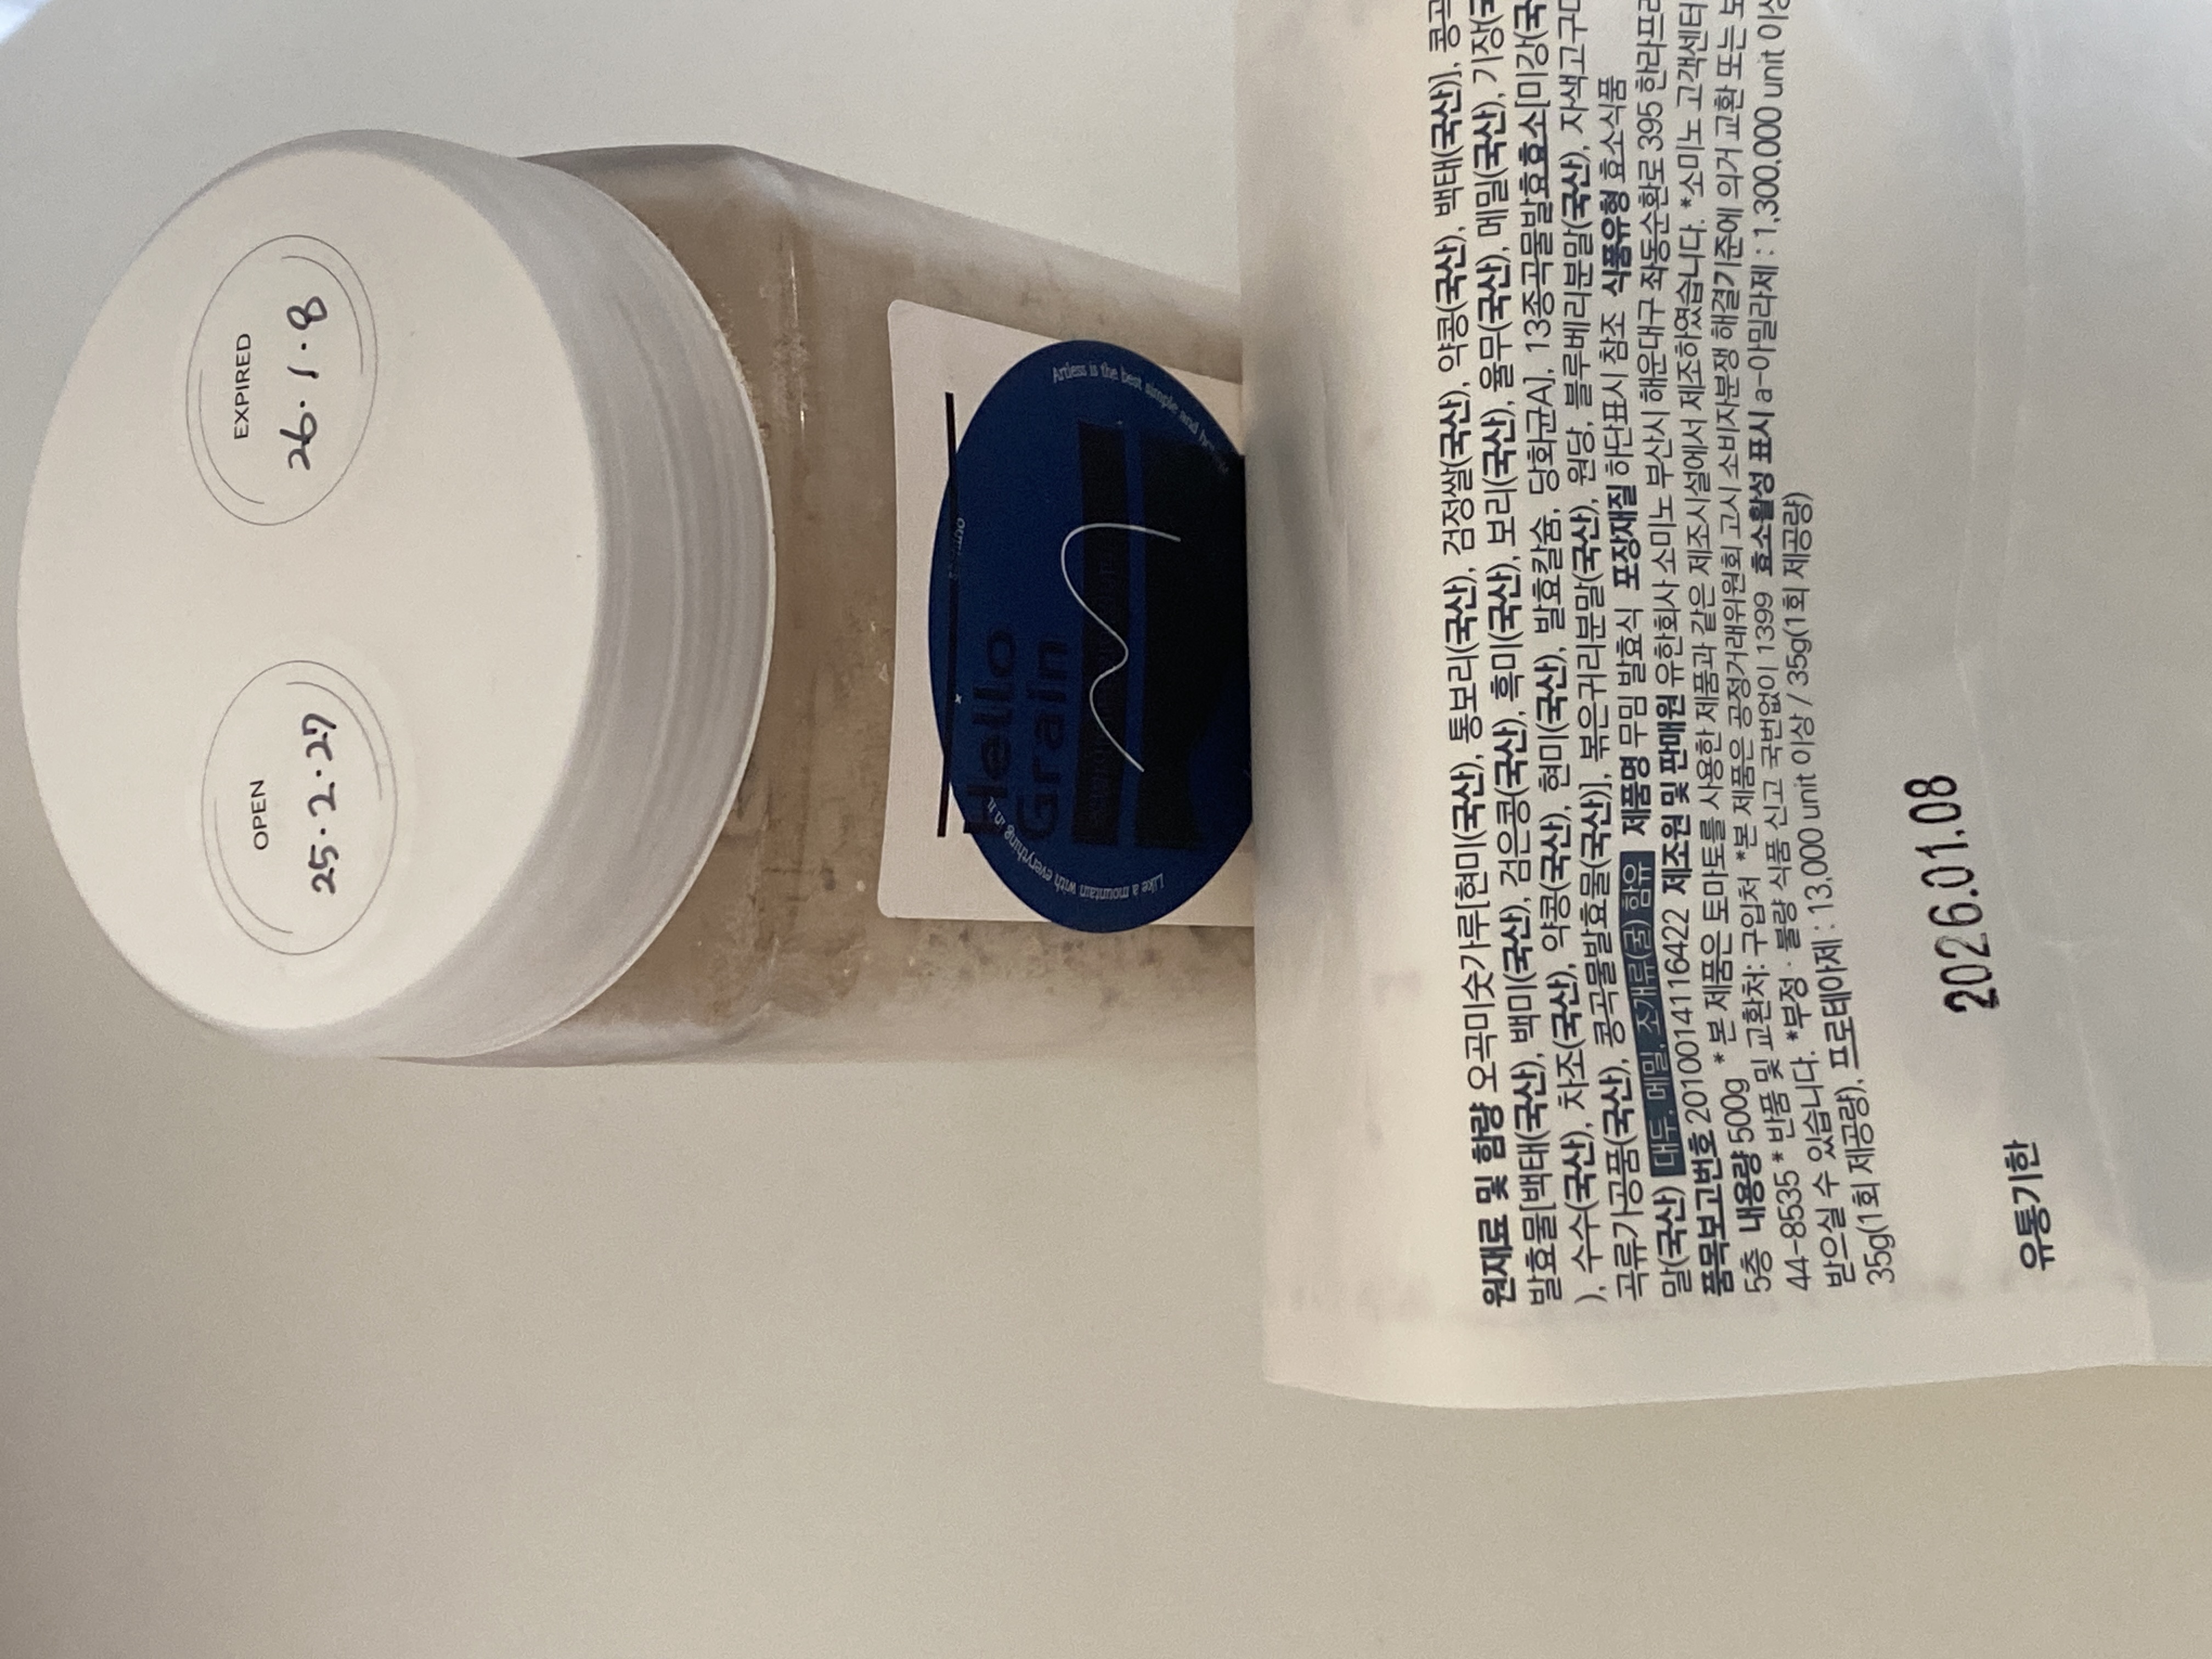 OPEN
25.2.27
EXPIRED
26.1.8
Hello
Grain
Like a mountain with everything in it.
Artless is the best simple and
원재료 및 함량 오곡미숫가루[현미(국산), 통보리(국산), 검정쌀(국산), 약콩(국산), 백태(국산)], 콩곡
발효물[백태(국산), 백미(국산), 검은콩(국산), 흑미(국산), 보리(국산), 율무(국산), 메밀(국산), 기장(국
), 수수(국산), 차조(국산), 약콩(국산), 현미(국산), 발효칼슘, 당화균A], 13종곡물발효효소[미강(국
곡류가공품(국산), 콩곡물발효물(국산)], 볶은귀리분말(국산), 원당, 블루베리분말(국산), 자색고구마
말(국산) 대두, 메밀, 조개류(굴) 함유 제품명 무밈 발효식 포장재질 하단표시 참조 식품유형 효소식품
품목보고번호 20100141116422 제조원 및 판매원 유한회사 소미노 부산시 해운대구 좌동순환로 395 한라프라
5층 내용량 500g * 본 제품은 토마토를 사용한 제품과 같은 제조시설에서 제조하였습니다. *소미노 고객센터
44-8535 * 반품 및 교환처: 구입처 *본 제품은 공정거래위원회 고시 소비자분쟁 해결기준에 의거 교환 또는 보
받으실 수 있습니다. *부정·불량 식품 신고 국번없이 1399 효소활성 표시 a-아밀라제 : 1,300,000 unit 이상
35g(1회 제공량), 프로테아제 : 13,000 unit 이상 / 35g(1회 제공량)
유통기한 2026.01.08